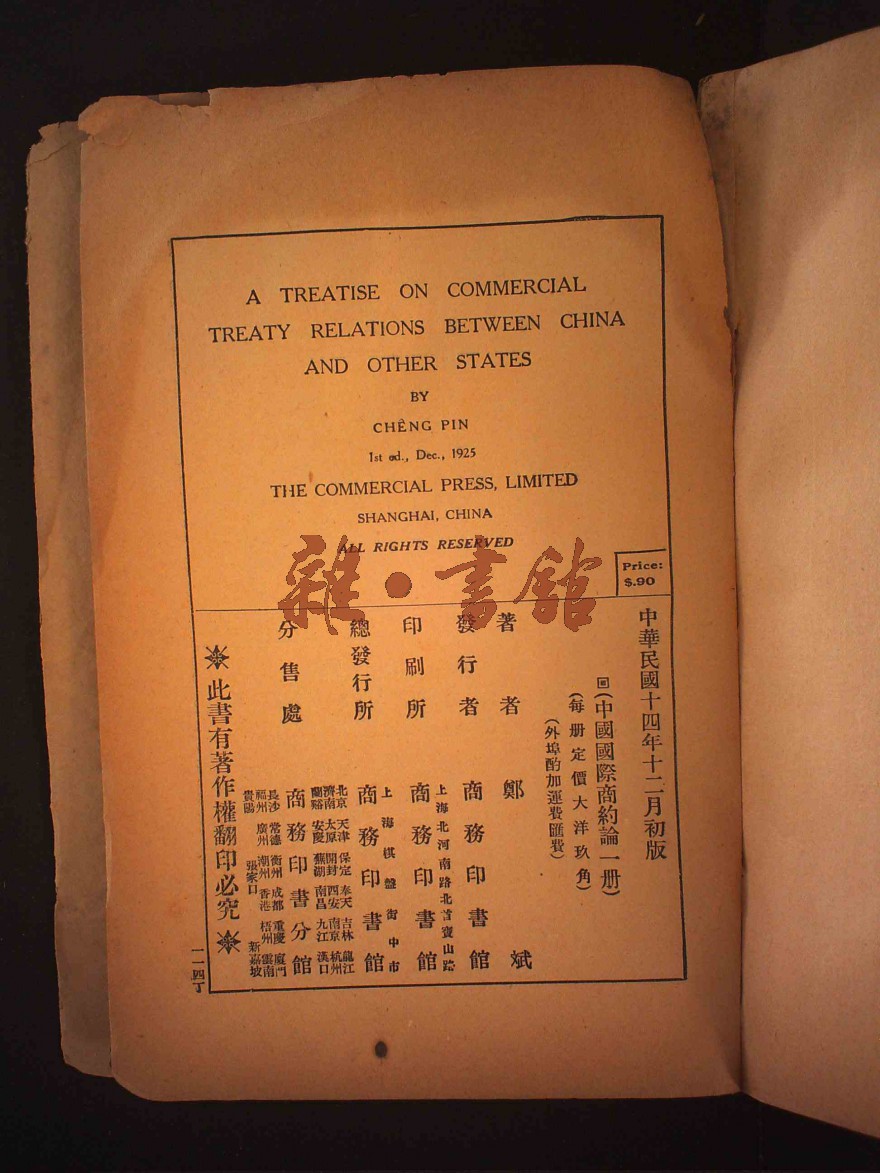 A TREATISE ON COMMERCIAL
TREATY RELATIONS BETWEEN CHINA
AND OTHER STATES
BY
CHÊNG PIN
1st ed., Dec., 1925
THE COMMERCIAL PRESS, LIMITED
SHANGHAI, CHINA
ALL RIGHTS RESERVED
Price:
$.90
雜·書館
中華民國十四年十二月初版
回(中國國際商約論一册)
(每册定價大洋玖角)
(外埠酌加運費匯費)
著者 鄭斌
發行者 商務印書館
上海北河南路北首寶山路
印刷所 商務印書館
上海棋盤街中市
總發行所 商務印書館
北京 天津 保定 奉天 吉林 龍江
濟南 太原 開封 西安 南京 杭州
蘭谿 安慶 蕪湖 南昌 九江 漢口
分售處 商務印書分館
長沙 常德 衡州 成都 重慶 廈門
福州 廣州 潮州 香港 梧州 雲南
貴陽 張家口 新嘉坡
此書有著作權翻印必究
一一四丁